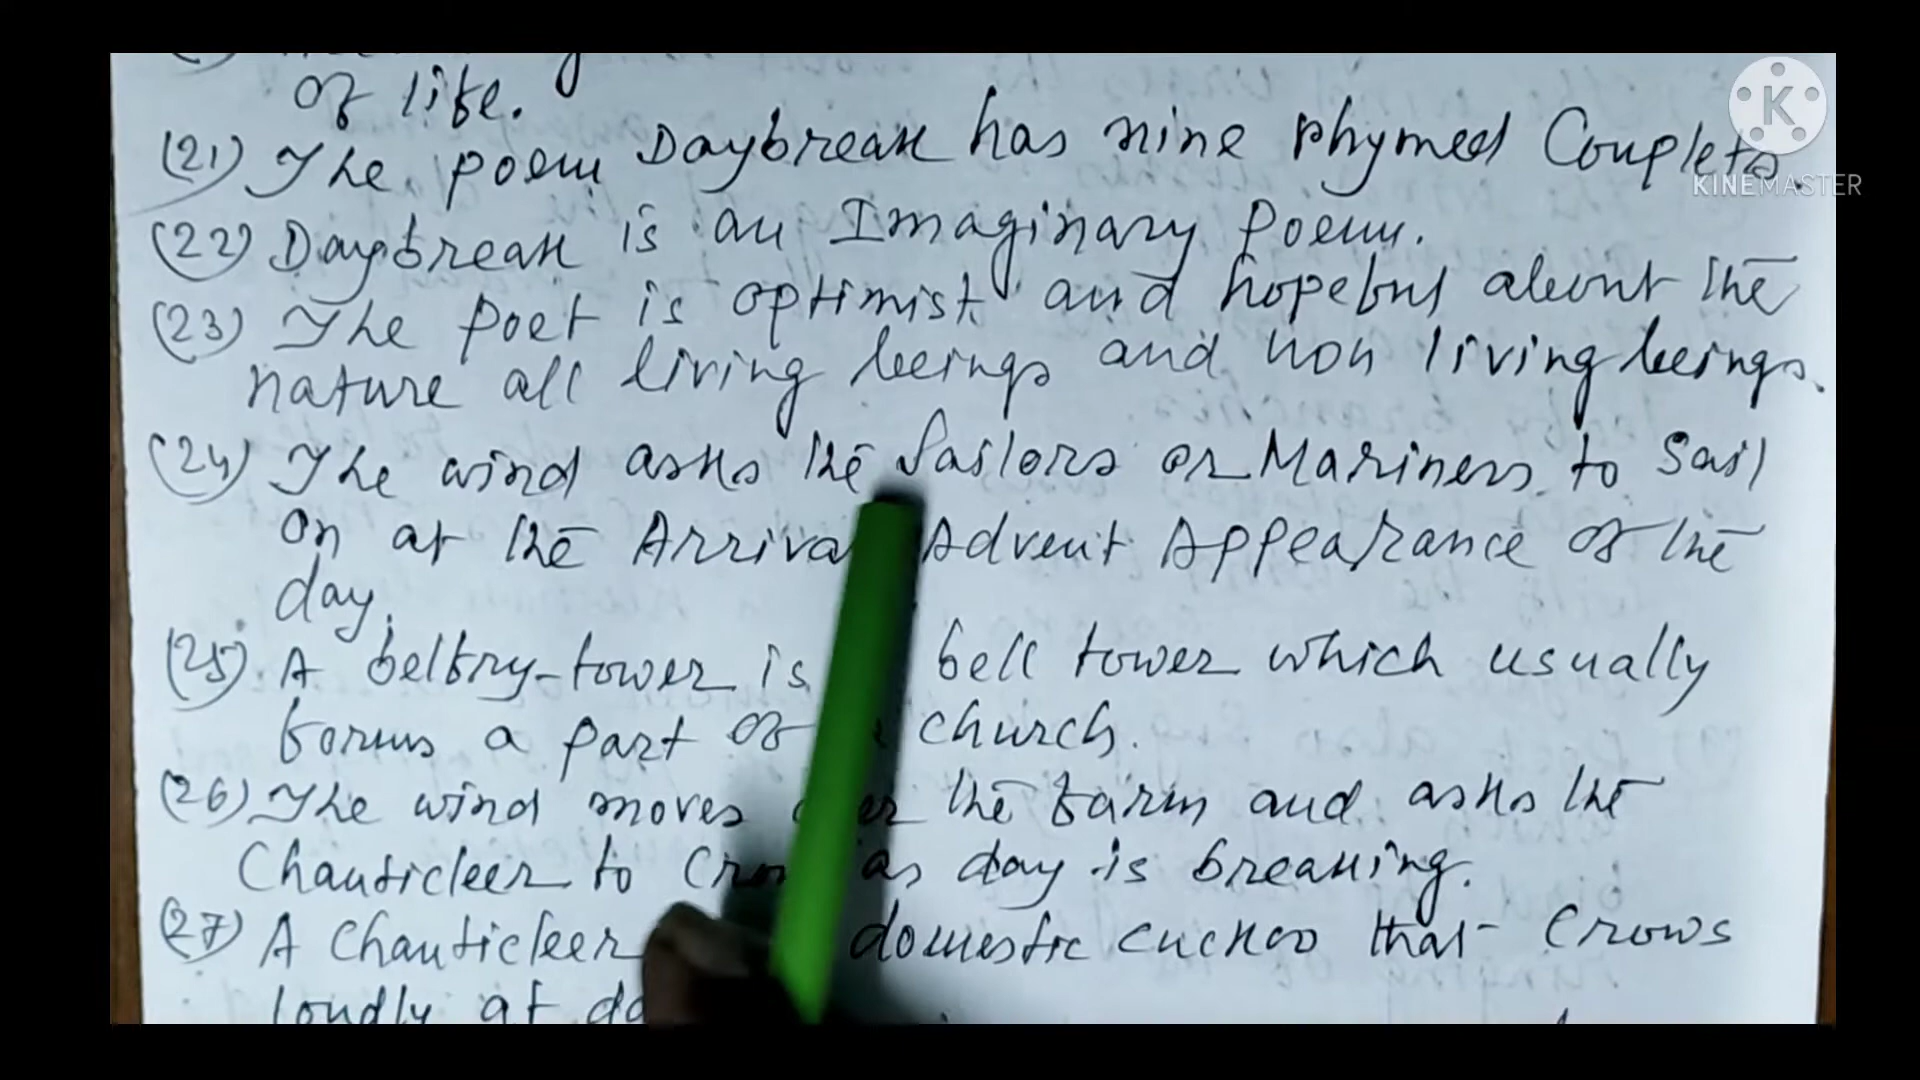 of life.
(21) The poem Daybreak has nine rhymed Couplets.
(22) Daybreak is an Imaginary Poem.
(23) The poet is optimist and hopeful about the
nature all living beings and non living beings.
(24) The wind asks the Sailors or Mariners to Sail
on at the Arrival Advent Appearance of the
day.
(25) A belfry-tower is bell tower which usually
forms a part of a church.
(26) The wind moves over the farm and asks the
Chanticleer to Crow as day is breaking.
(27) A Chanticleer domestic cuckoo that Crows
loudly at
K
KINEMASTER